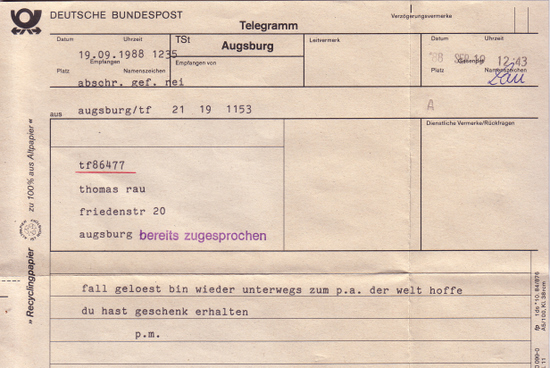 DEUTSCHE BUNDESPOST
Telegramm
Verzögerungsvermerke
Datum Uhrzeit
TSt Augsburg
Leitvermerk
Datum Uhrzeit
19.09.1988 1235
Empfangen
Empfangen von
'88 SEP 19 12:43
Gesendet
Platz Namenszeichen
Platz Namenszeichen
abschr. gef. nei
aus augsburg/tf 21 19 1153
A
Dienstliche Vermerke/Rückfragen
tf86477
thomas rau
friedenstr 20
augsburg bereits zugesprochen
fall geloest bin wieder unterwegs zum p.a. der welt hoffe
du hast geschenk erhalten
p.m.
» Recyclingpapier zu 100% aus Altpapier «